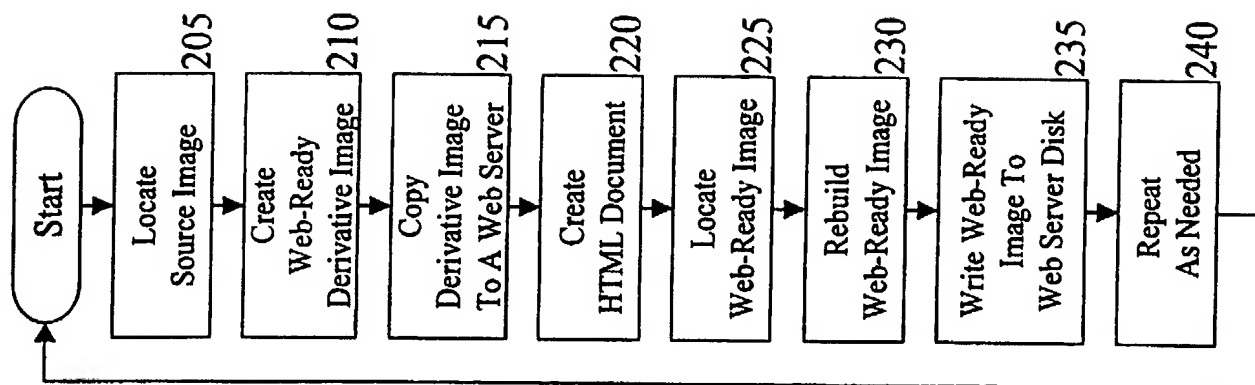 Start
Locate
Source Image
205
Create
Web-Ready
Derivative Image
210
Copy
Derivative Image
To A Web Server
215
Create
HTML Document
220
Locate
Web-Ready Image
225
Rebuild
Web-Ready Image
230
Write Web-Ready
Image To
Web Server Disk
235
Repeat
As Needed
240